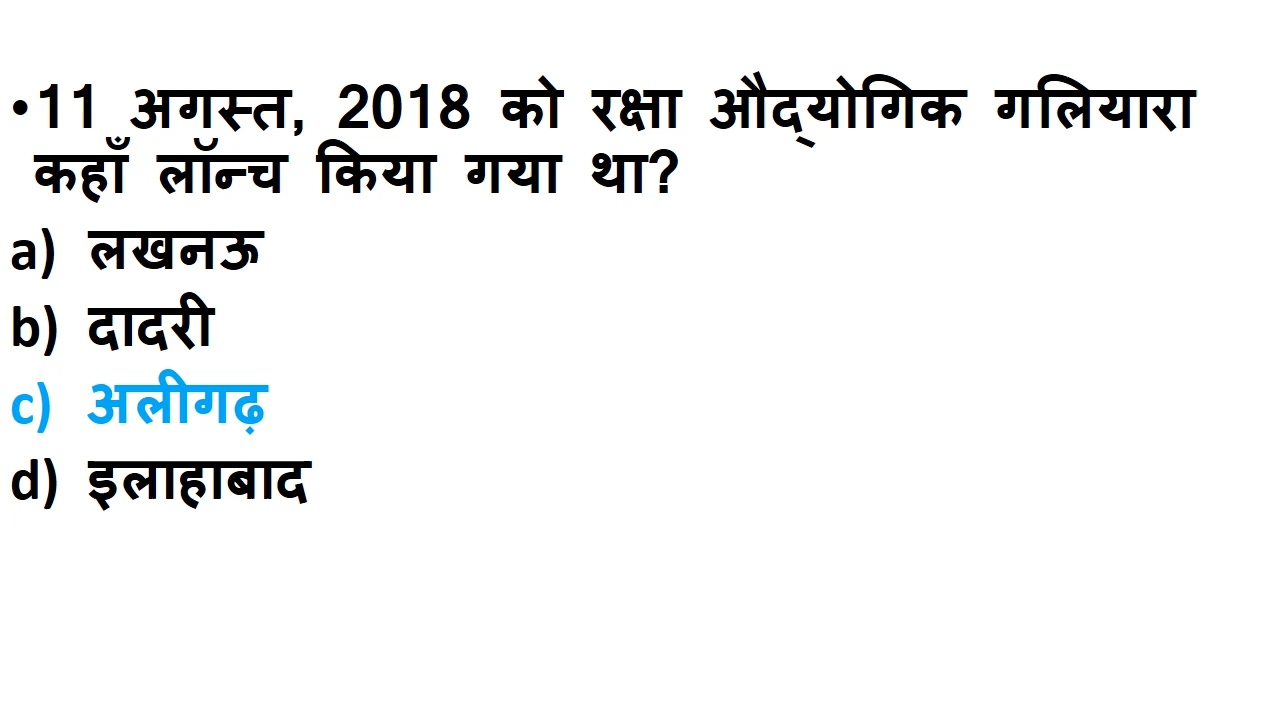 •11 अगस्त, 2018 को रक्षा औद्‌योगिक गलियारा
कहाँ लॉन्च किया गया था?
a) लखनऊ
b) दादरी
c) अलीगढ़
d) इलाहाबाद